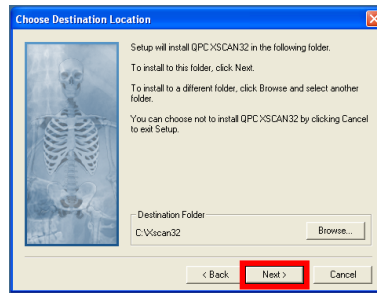 Choose Destination Location
Setup will install QPC XSCAN32 in the following folder.
To install to this folder, click Next.
To install to a different folder, click Browse and select another
folder.
You can choose not to install QPC XSCAN32 by clicking Cancel
to exit Setup.
Destination Folder
C:\Xscan32
Browse...
< Back
Next >
Cancel